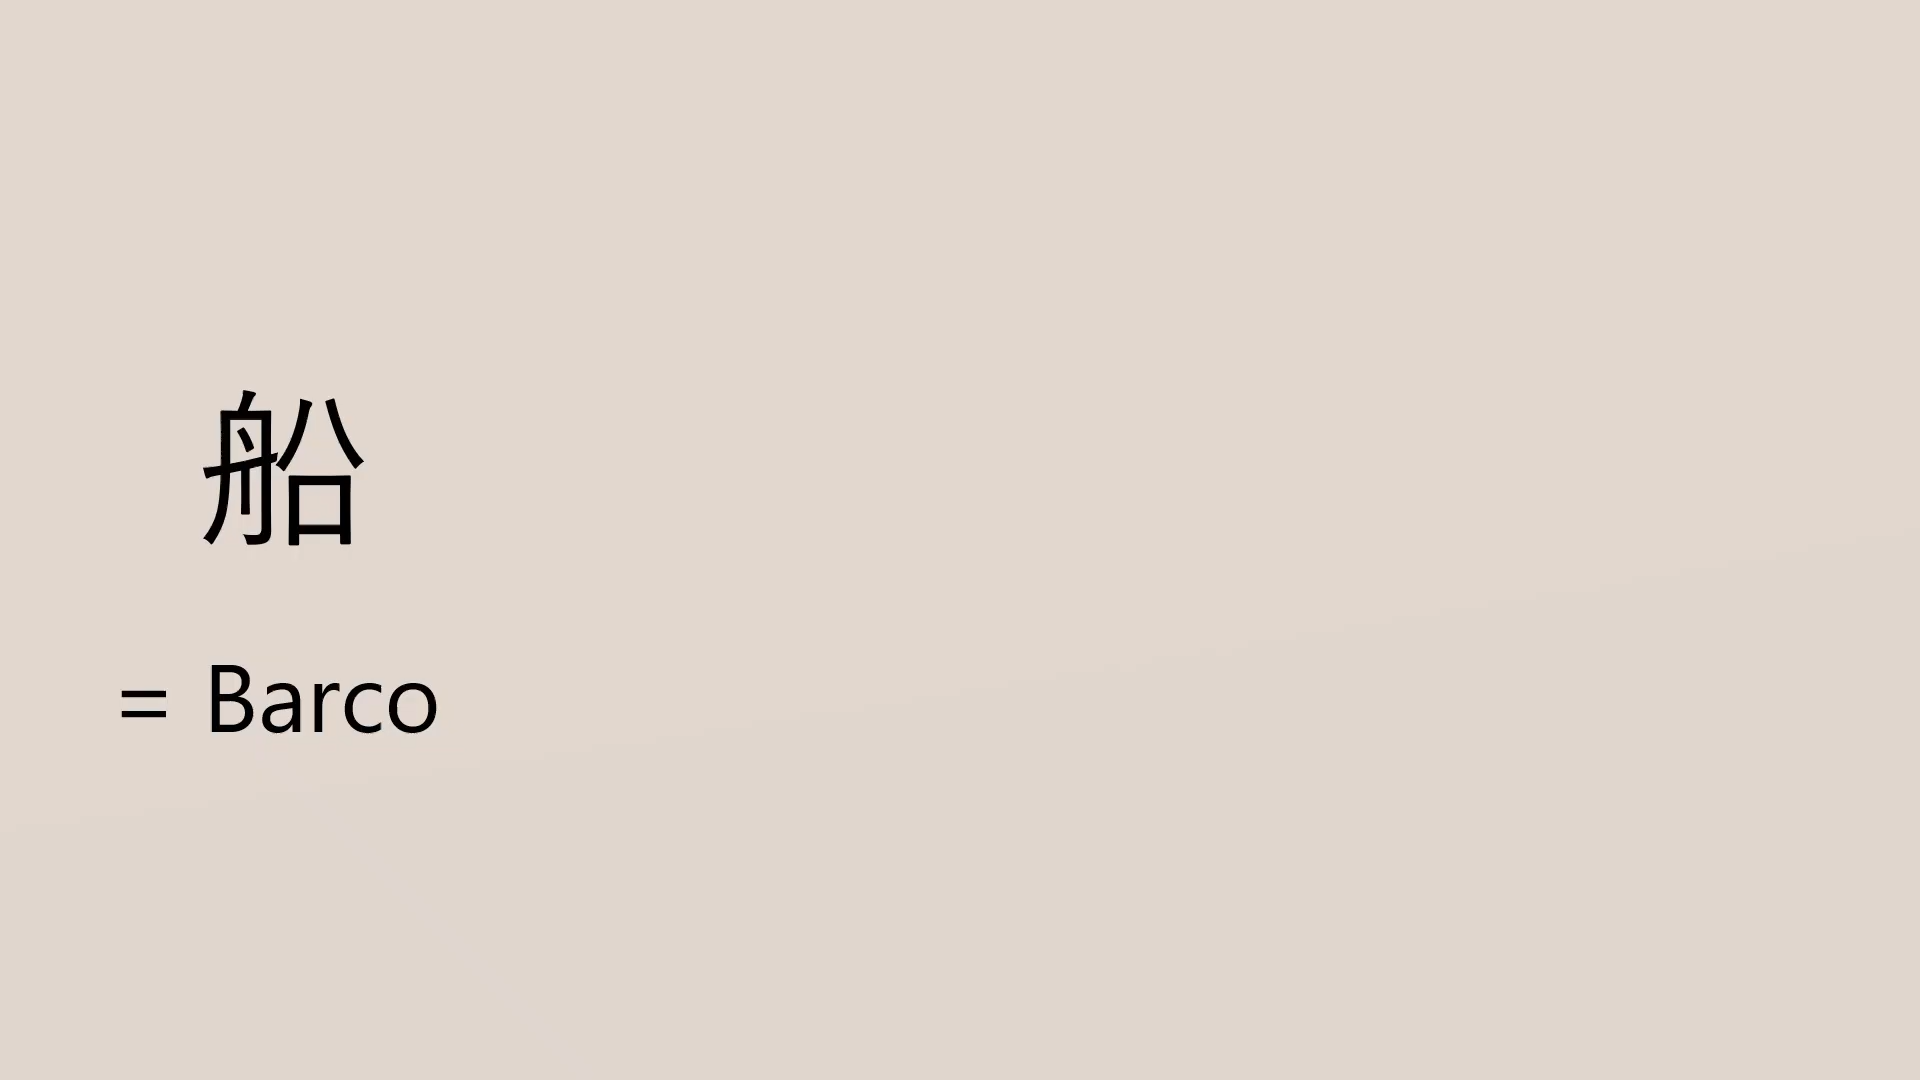 船
= Barco